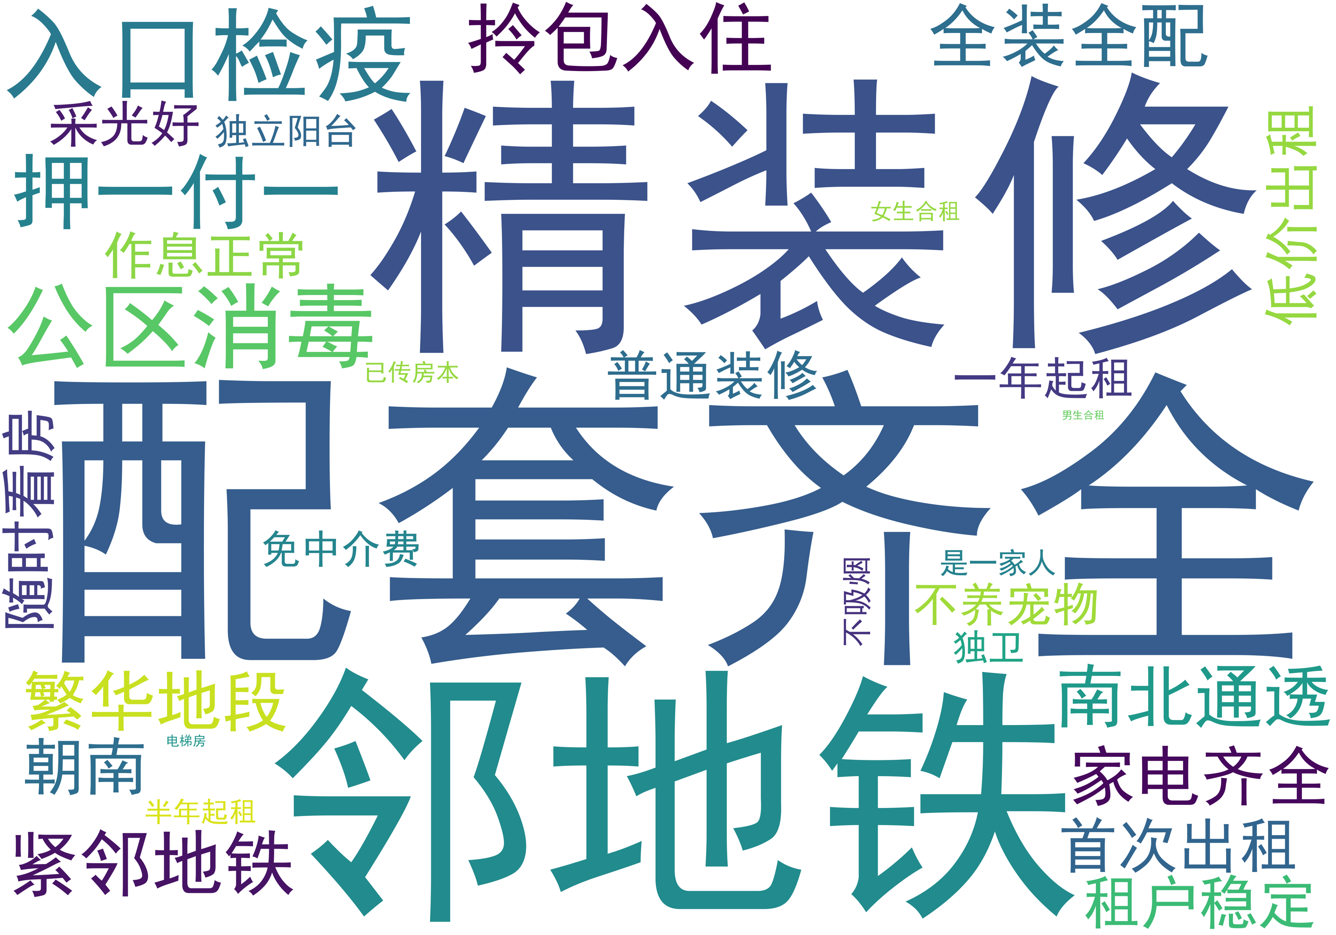 入口检疫
拎包入住
全装全配
采光好
独立阳台
精装修
低价出租
押一付一
女生合租
作息正常
公区消毒
已传房本
普通装修
一年起租
男生合租
随时看房
配套齐全
免中介费
不吸烟
是一家人
不养宠物
独卫
繁华地段
邻地铁
南北通透
电梯房
朝南
家电齐全
半年起租
紧邻地铁
首次出租
租户稳定